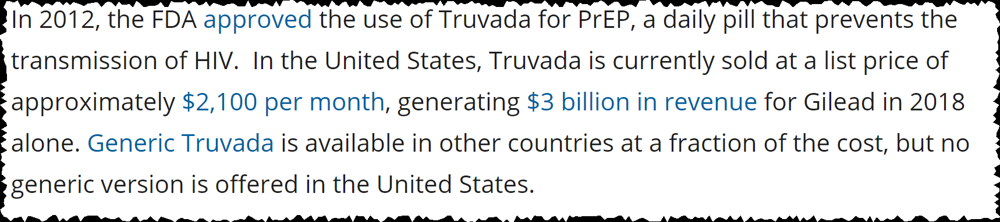 In 2012, the FDA approved the use of Truvada for PrEP, a daily pill that prevents the
transmission of HIV.  In the United States, Truvada is currently sold at a list price of
approximately $2,100 per month, generating $3 billion in revenue for Gilead in 2018
alone. Generic Truvada is available in other countries at a fraction of the cost, but no
generic version is offered in the United States.